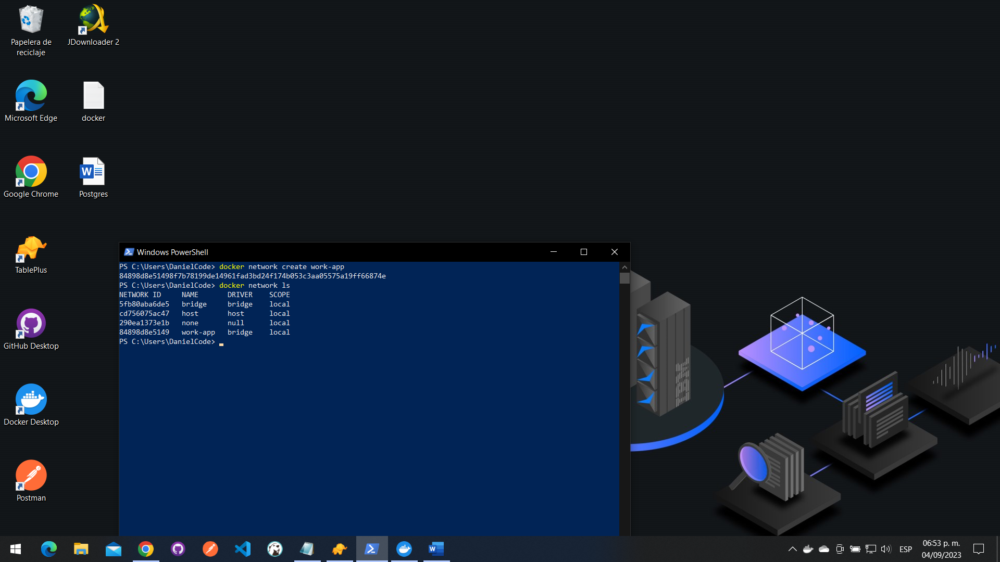 Papelera de
reciclaje
JDownloader 2
Microsoft Edge
docker
Google Chrome
Postgres
TablePlus
GitHub Desktop
Docker Desktop
Postman
Windows PowerShell
PS C:\Users\DanielCode> docker network create work-app
84898d8e51498f7b78199de14961fad3bd24f174b053c3aa05575a19ff66874e
PS C:\Users\DanielCode> docker network ls
NETWORK ID     NAME       DRIVER    SCOPE
5fb80aba6de5   bridge     bridge    local
cd756075ac47   host       host      local
290ea1373e1b   none       null      local
84898d8e5149   work-app   bridge    local
PS C:\Users\DanielCode>
ESP
06:53 p. m.
04/09/2023